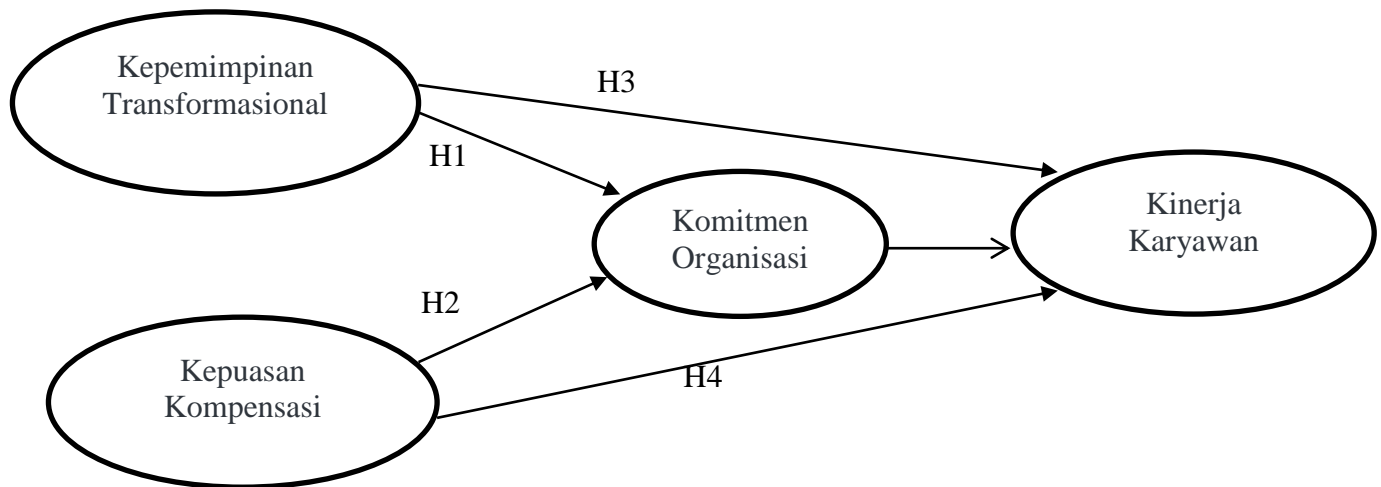 Kepemimpinan
Transformasional
H3
H1
Komitmen
Organisasi
Kinerja
Karyawan
H2
Kepuasan
Kompensasi
H4